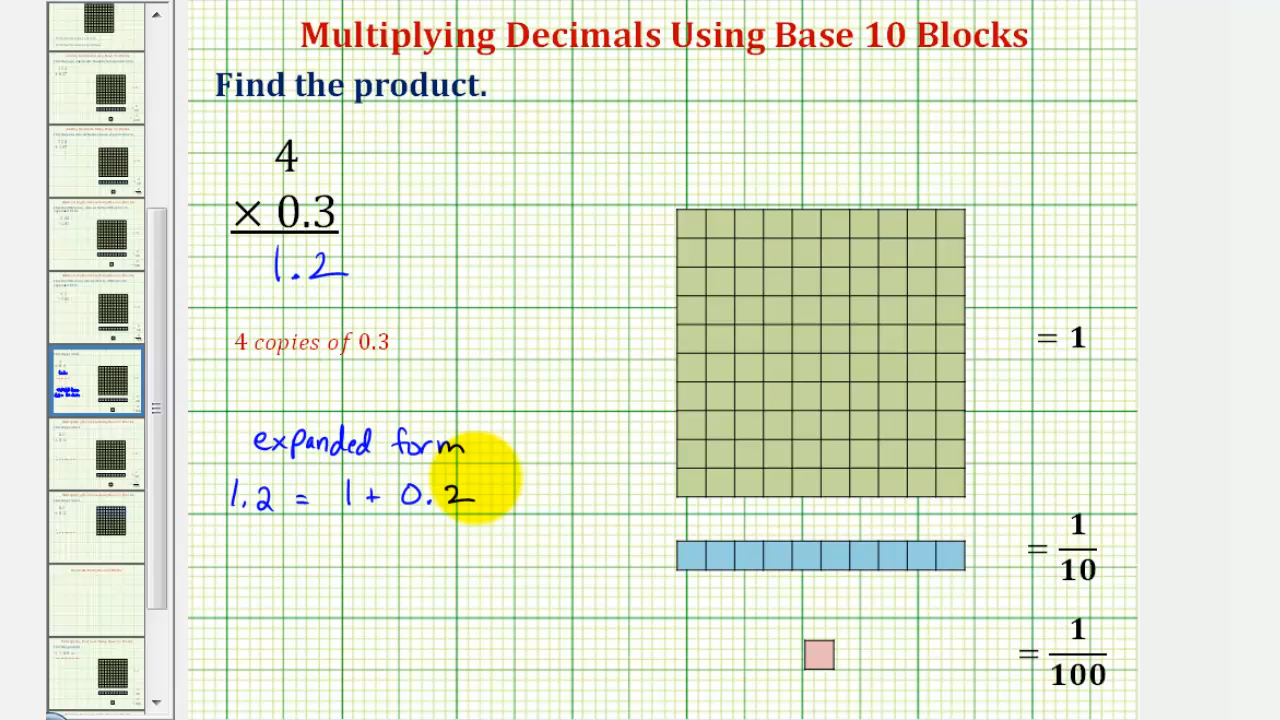 Multiplying Decimals Using Base 10 Blocks
Find the product.
4
× 0.3
1.2
4 copies of 0.3
expanded form
1.2 = 1 + 0.2
= 1
= 1/10
= 1/100